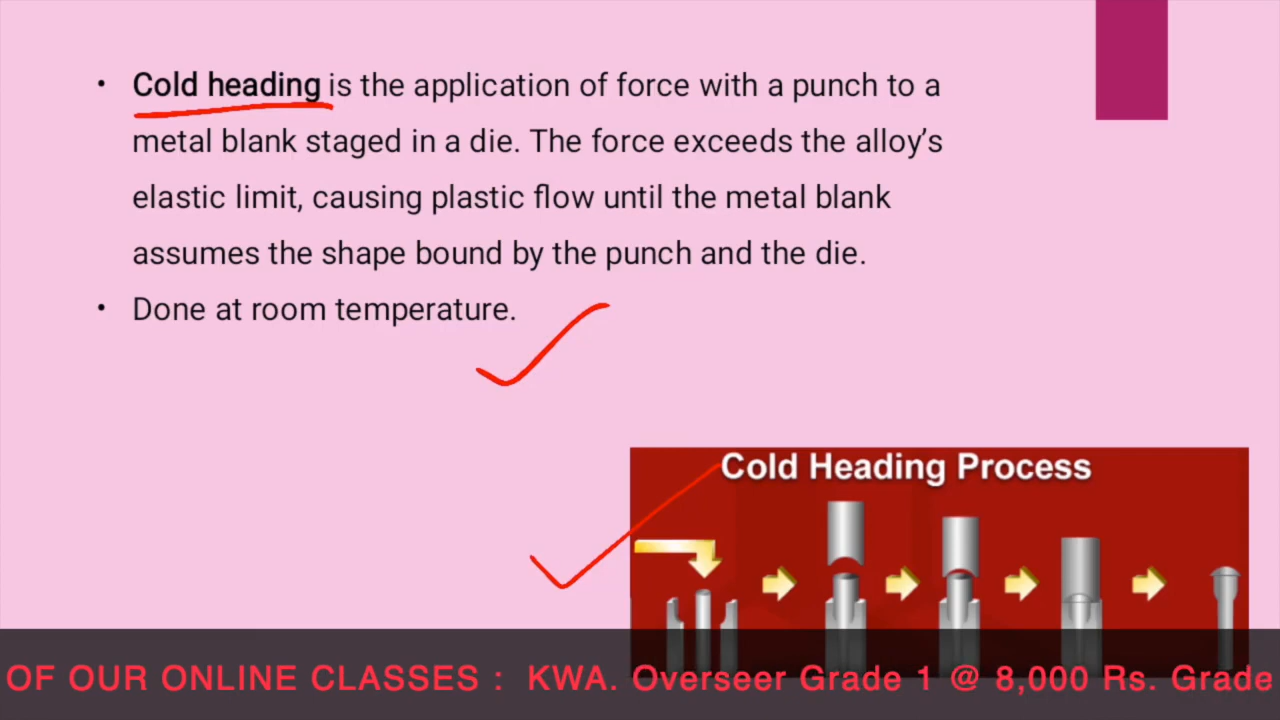 • Cold heading is the application of force with a punch to a
metal blank staged in a die. The force exceeds the alloy’s
elastic limit, causing plastic flow until the metal blank
assumes the shape bound by the punch and the die.
• Done at room temperature.
Cold Heading Process
OF OUR ONLINE CLASSES : KWA. Overseer Grade 1 @ 8,000 Rs. Grade